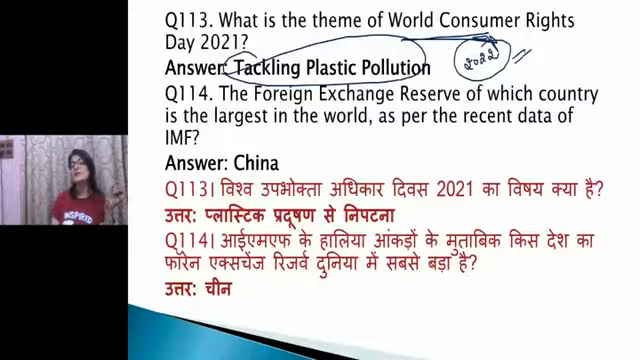 Q113. What is the theme of World Consumer Rights
Day 2021?
2022
Answer: Tackling Plastic Pollution
Q114. The Foreign Exchange Reserve of which country
is the largest in the world, as per the recent data of
IMF?
Answer: China
Q113। विश्व उपभोक्ता अधिकार दिवस 2021 का विषय क्या है?
उत्तर: प्लास्टिक प्रदूषण से निपटना
Q114। आईएमएफ के हालिया आंकड़ों के मुताबिक किस देश का
फॉरेन एक्सचेंज रिजर्व दुनिया में सबसे बड़ा है?
उत्तर: चीन
INSPIRED